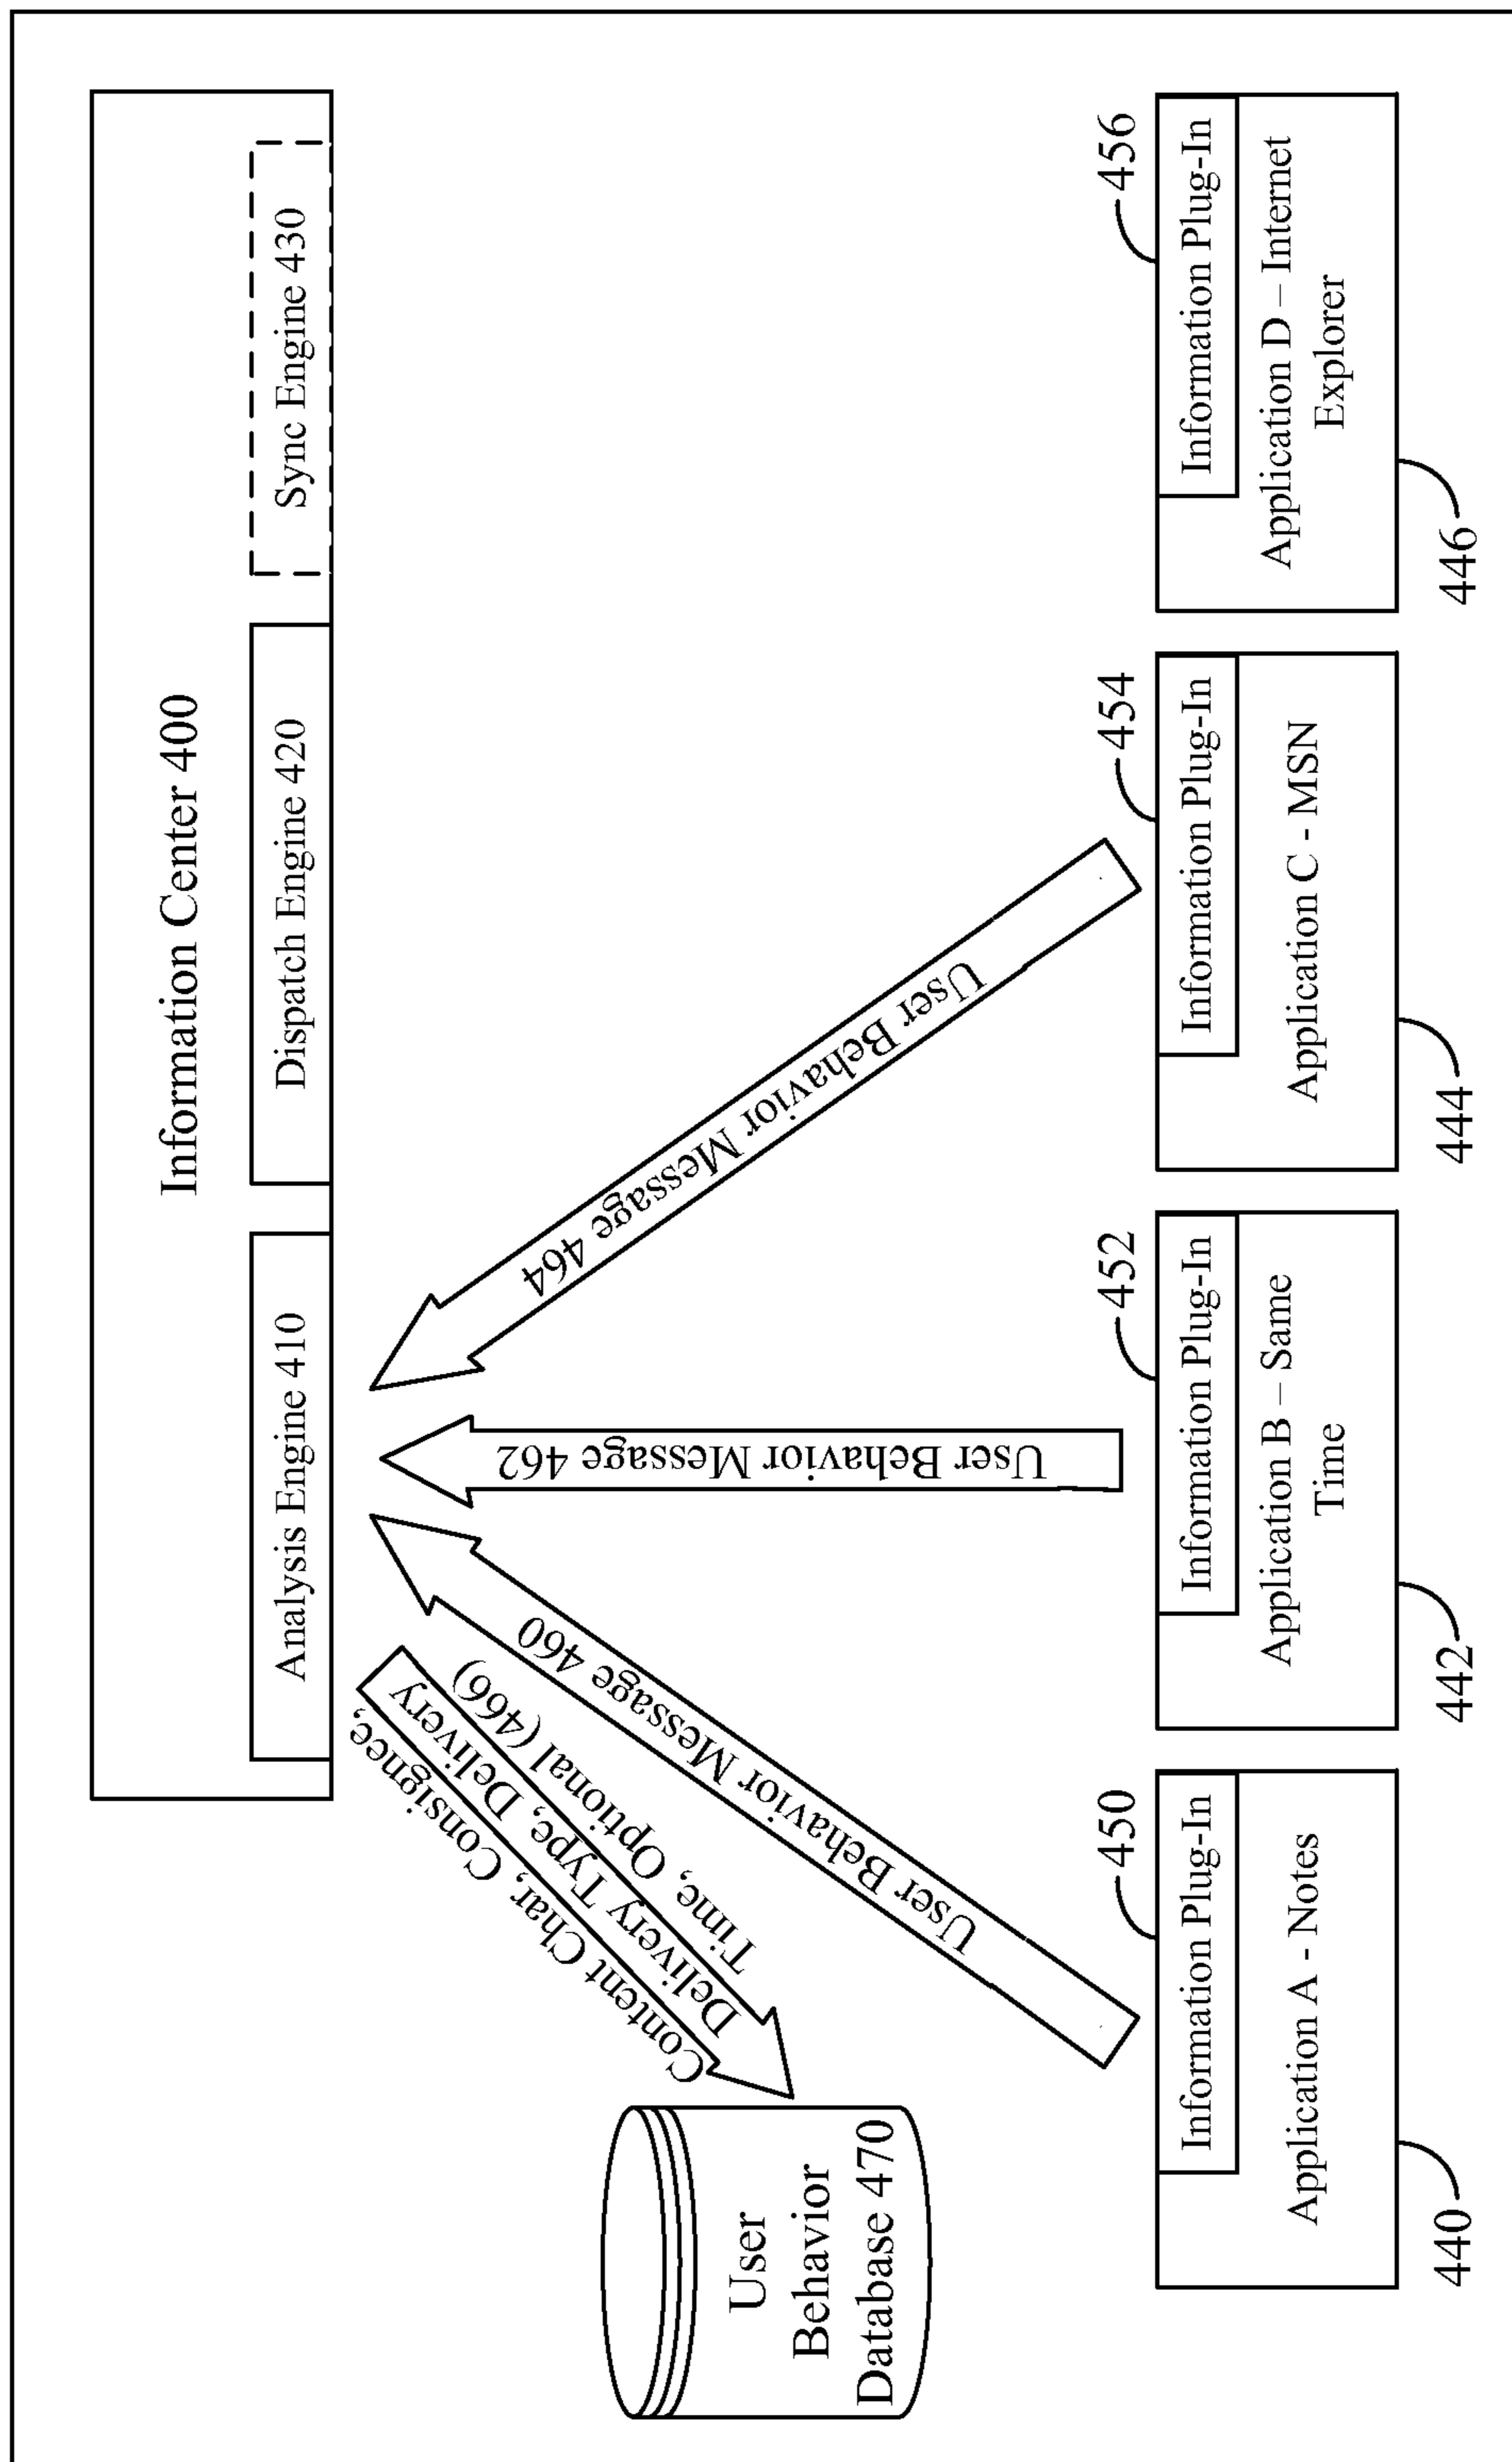 Information Center 400
Analysis Engine 410
Dispatch Engine 420
Sync Engine 430
Content Char, Consignee,
Delivery Type, Delivery
Time, Optional (466)
User Behavior Message 460
User Behavior Message 462
User Behavior Message 464
User
Behavior
Database 470
450
452
454
456
Information Plug-In
Application A - Notes
Information Plug-In
Application B – Same
Time
Information Plug-In
Application C - MSN
Information Plug-In
Application D – Internet
Explorer
440
442
444
446